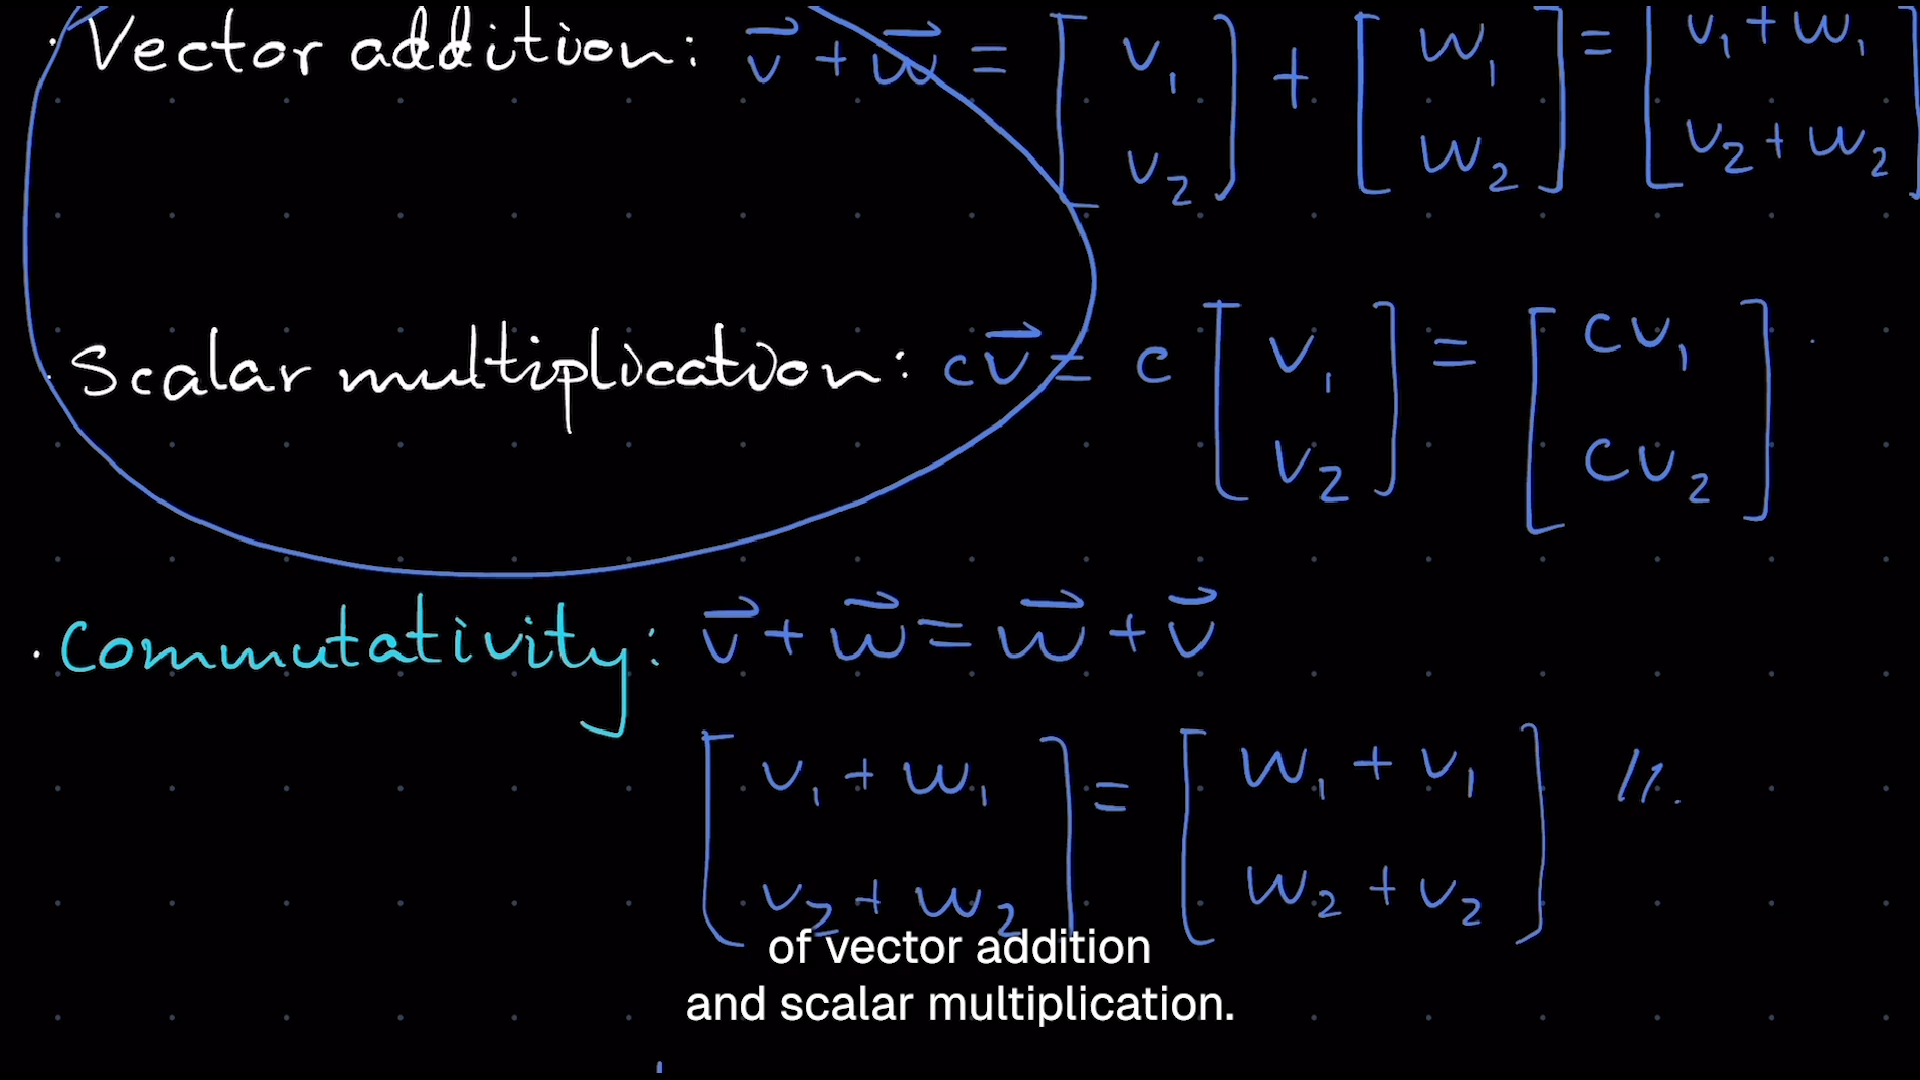 · Vector addition: v⃗ + w⃗ = [v₁ v₂] + [w₁ w₂] = [v₁ + w₁ v₂ + w₂]
· Scalar multiplication: cv⃗ = c [v₁ v₂] = [cv₁ cv₂] .
· Commutativity: v⃗ + w⃗ = w⃗ + v⃗
[v₁ + w₁ v₂ + w₂] = [w₁ + v₁ w₂ + v₂] //.
of vector addition
and scalar multiplication.